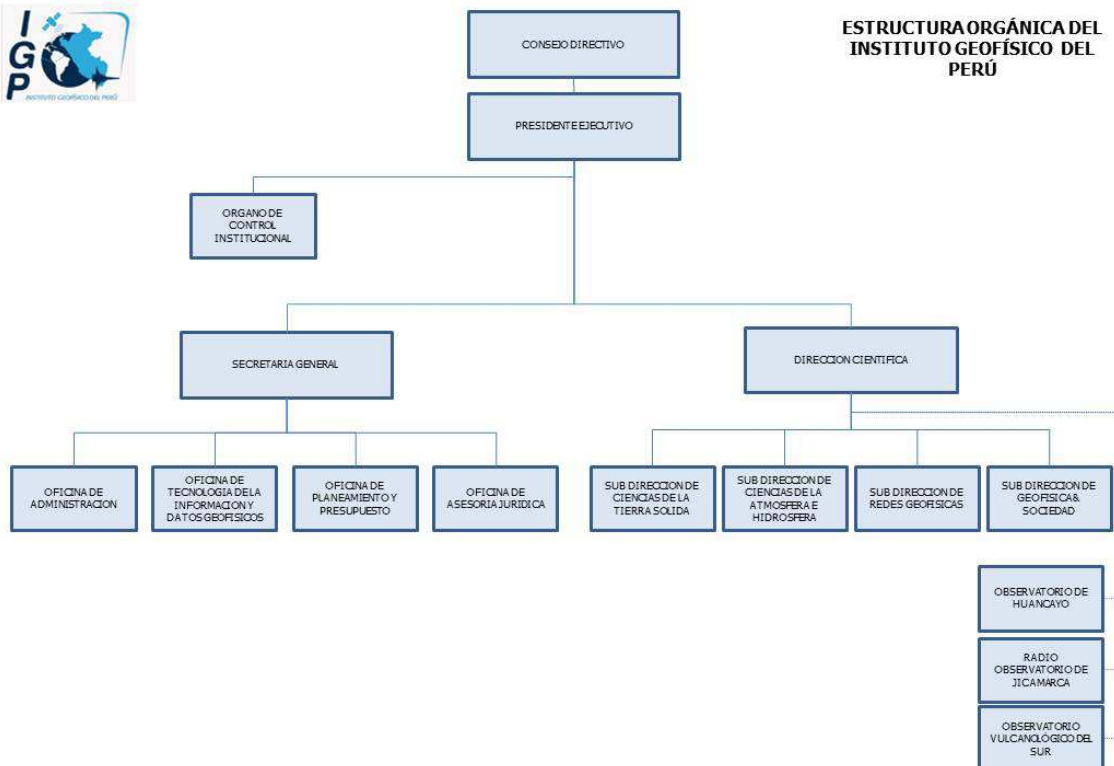 I
G
P
INSTITUTO GEOFÍSICO DEL PERÚ
ESTRUCTURA ORGÁNICA DEL
INSTITUTO GEOFÍSICO DEL
PERÚ
CONSEJO DIRECTIVO
PRESIDENTE EJECUTIVO
ORGANO DE
CONTROL
INSTITUCIONAL
SECRETARIA GENERAL
DIRECCION CIENTIFICA
OFICINA DE
ADMINISTRACION
OFICINA DE
TECNOLOGIA DE LA
INFORMACION Y
DATOS GEOFISICOS
OFICINA DE
PLANEAMIENTO Y
PRESUPUESTO
OFICINA DE
ASESORIA JURIDICA
SUB DIRECCION DE
CIENCIAS DE LA
TIERRA SOLIDA
SUB DIRECCION DE
CIENCIAS DE LA
ATMOSFERA E
HIDROSFERA
SUB DIRECCION DE
REDES GEOFISICAS
SUB DIRECCION DE
GEOFISICA &
SOCIEDAD
OBSERVATORIO DE
HUANCAYO
RADIO
OBSERVATORIO DE
JICAMARCA
OBSERVATORIO
VULCANOLÓGICO DEL
SUR